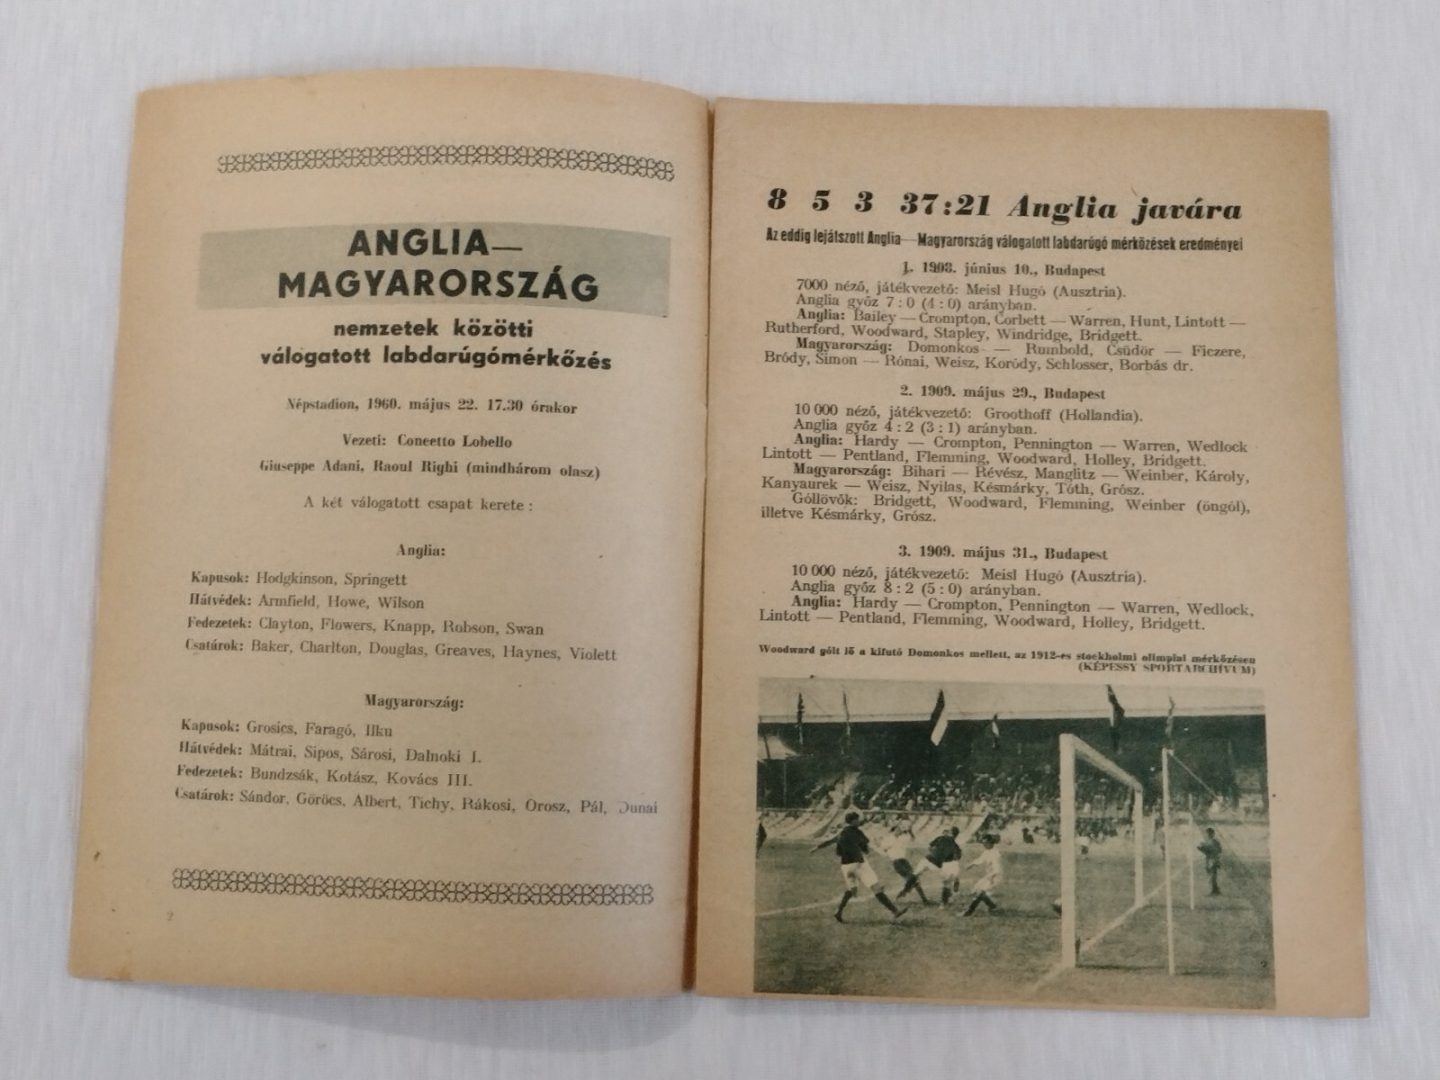 ANGLIA—
MAGYARORSZÁG
nemzetek közötti
válogatott labdarúgómérkőzés
Népstadion, 1960. május 22. 17.30 órakor
Vezeti: Concetto Lobello
Giuseppe Adani, Raoul Righi (mindhárom olasz)
A két válogatott csapat kerete:
Anglia:
Kapusok: Hodgkinson, Springett
Hátvédek: Armfield, Howe, Wilson
Fedezetek: Clayton, Flowers, Knapp, Robson, Swan
Csatárok: Baker, Charlton, Douglas, Greaves, Haynes, Violett
Magyarország:
Kapusok: Grosics, Faragó, Ilku
Hátvédek: Mátrai, Sipos, Sárosi, Dalnoki I.
Fedezetek: Bundzsák, Kotász, Kovács III.
Csatárok: Sándor, Göröcs, Albert, Tichy, Rákosi, Orosz, Pál, Dunai
2
8 5 3 37:21 Anglia javára
Az eddig lejátszott Anglia—Magyarország válogatott labdarúgó mérkőzések eredményei
1. 1908. június 10., Budapest
7000 néző, játékvezető: Meisl Hugó (Ausztria).
Anglia győz 7:0 (4:0) arányban.
Anglia: Bailey — Crompton, Corbett — Warren, Hunt, Lintott —
Rutherford, Woodward, Stapley, Windridge, Bridgett.
Magyarország: Domonkos — Rumbold, Csüdör — Ficzere,
Bródy, Simon — Rónai, Weisz, Koródy, Schlosser, Borbás dr.
2. 1909. május 29., Budapest
10 000 néző, játékvezető: Groothoff (Hollandia).
Anglia győz 4:2 (3:1) arányban.
Anglia: Hardy — Crompton, Pennington — Warren, Wedlock
Lintott — Pentland, Flemming, Woodward, Holley, Bridgett.
Magyarország: Bihari — Révész, Manglitz — Weinber, Károly,
Kanyaurek — Weisz, Nyilas, Késmárky, Tóth, Grósz.
Góllövők: Bridgett, Woodward, Flemming, Weinber (öngól),
illetve Késmárky, Grósz.
3. 1909. május 31., Budapest
10 000 néző, játékvezető: Meisl Hugó (Ausztria).
Anglia győz 8:2 (5:0) arányban.
Anglia: Hardy — Crompton, Pennington — Warren, Wedlock,
Lintott — Pentland, Flemming, Woodward, Holley, Bridgett.
Woodward gólt lő a kifutó Domonkos mellett, az 1912-es stockholmi olimpiai mérkőzésen
(KÉPESSY SPORTARCHIVUM)